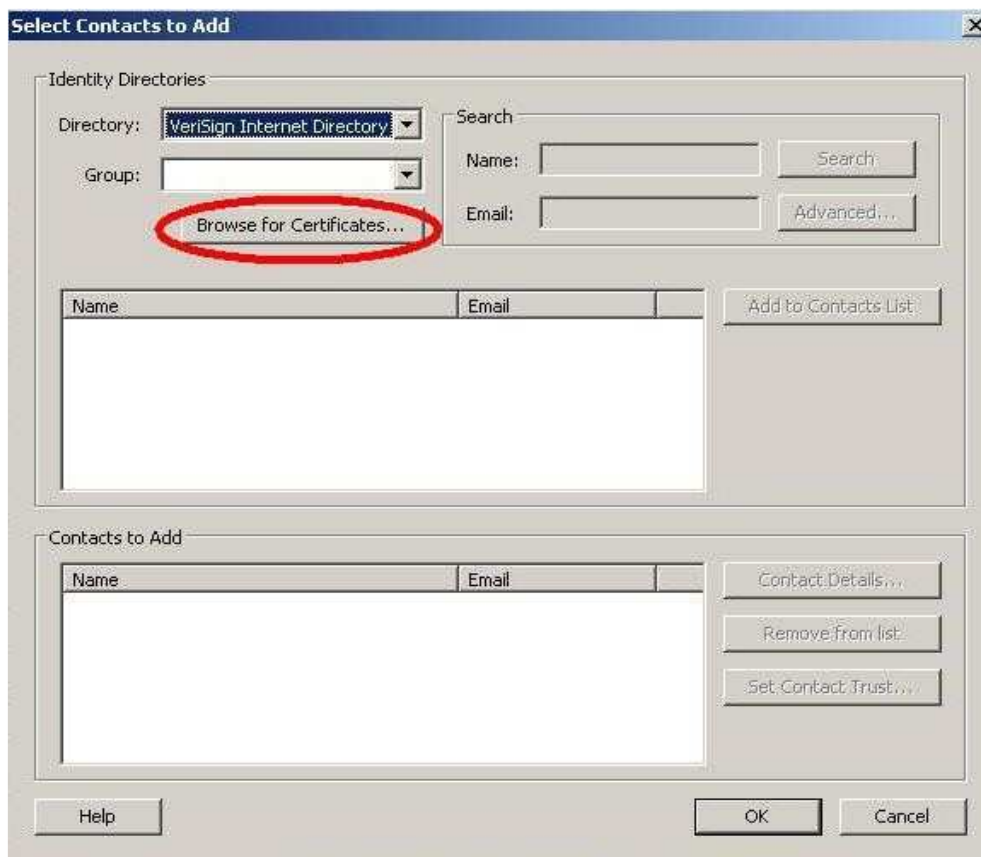 Select Contacts to Add
Identity Directories
Directory: VeriSign Internet Directory
Group:
Browse for Certificates...
Search
Name: Search
Email: Advanced...
Name Email
Add to Contacts List
Contacts to Add
Name Email
Contact Details...
Remove from list
Set Contact Trust...
Help OK Cancel